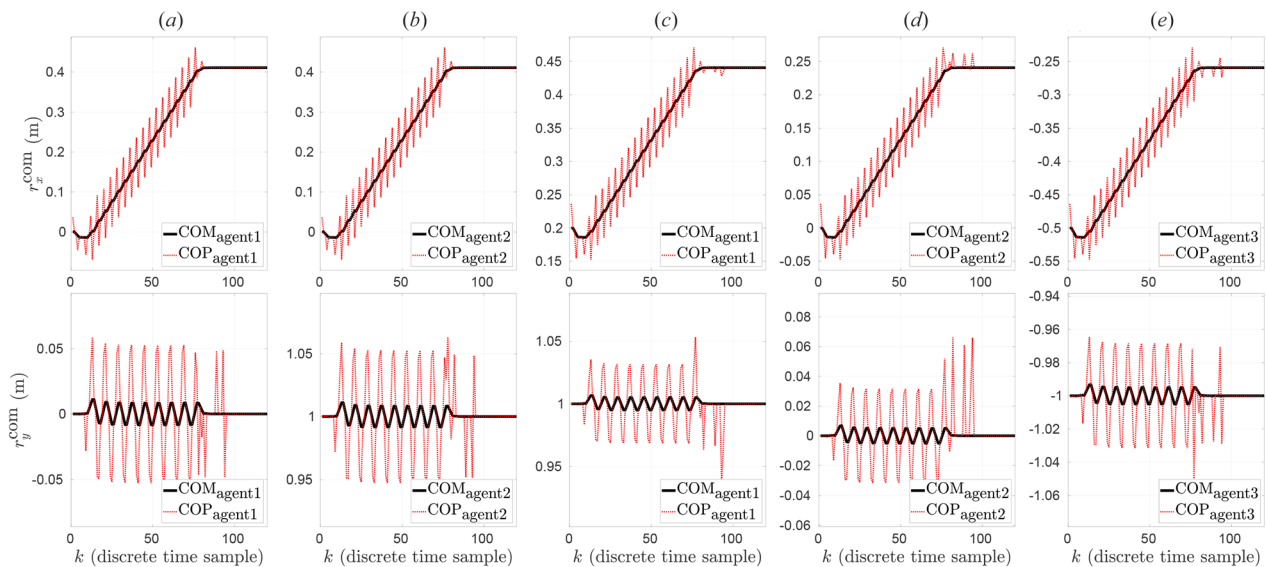 (a) (b) (c) (d) (e)
r_x^com (m)
0.4 0.3 0.2 0.1 0
COM_agent1
COP_agent1
0 50 100
0.4 0.3 0.2 0.1 0
COM_agent2
COP_agent2
0 50 100
0.45 0.4 0.35 0.3 0.25 0.2 0.15
COM_agent1
COP_agent1
0 50 100
0.25 0.2 0.15 0.1 0.05 0 -0.05
COM_agent2
COP_agent2
0 50 100
-0.25 -0.3 -0.35 -0.4 -0.45 -0.5 -0.55
COM_agent3
COP_agent3
0 50 100
r_y^com (m)
0.05 0 -0.05
COM_agent1
COP_agent1
0 50 100
k (discrete time sample)
1.05 1 0.95
COM_agent2
COP_agent2
0 50 100
k (discrete time sample)
1.05 1 0.95
COM_agent1
COP_agent1
0 50 100
k (discrete time sample)
0.08 0.06 0.04 0.02 0 -0.02 -0.04 -0.06
COM_agent2
COP_agent2
0 50 100
k (discrete time sample)
-0.94 -0.96 -0.98 -1 -1.02 -1.04 -1.06
COM_agent3
COP_agent3
0 50 100
k (discrete time sample)